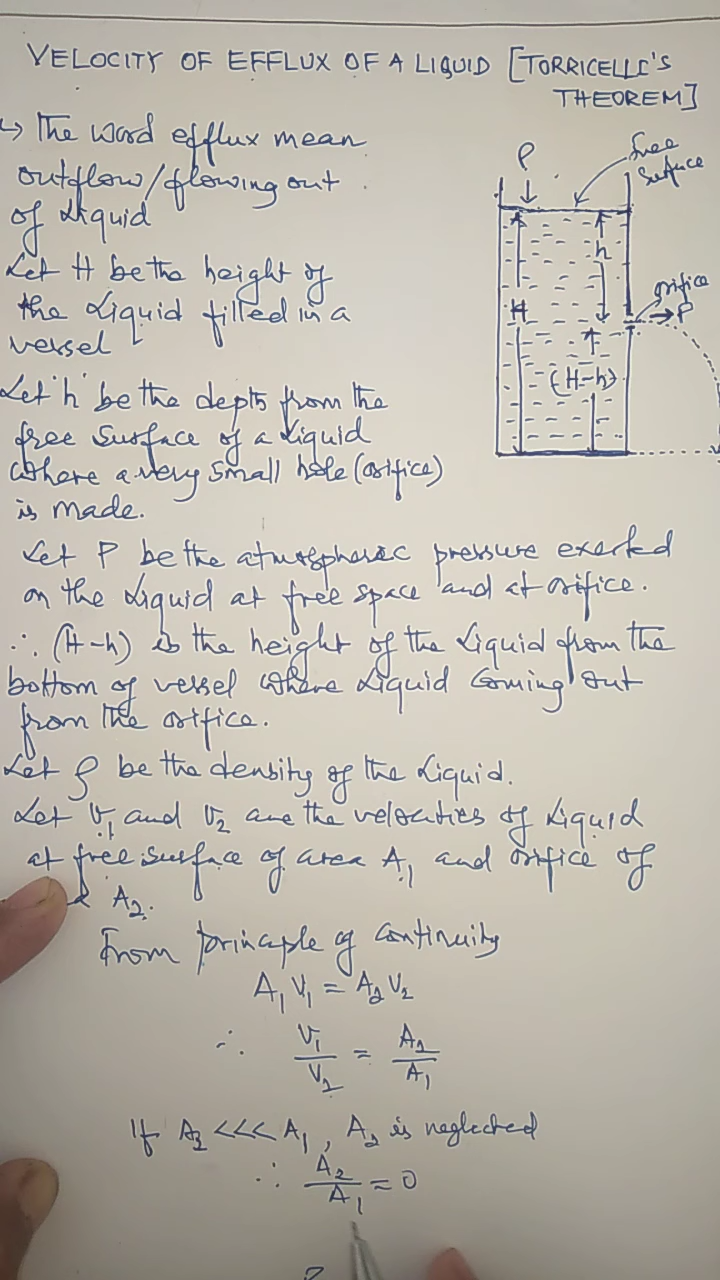 VELOCITY OF EFFLUX OF A LIQUID [TORRICELLI'S
THEOREM]
↳ The word efflux mean
outflow/flowing out
of Liquid
Let H be the height of
the Liquid filled in a
vessel
Let 'h' be the depth from the
free surface of a Liquid
where a very small hole (orifice)
is made.
P
free
surface
h
orifice
P
H
(H-h)
Let P be the atmospheric pressure exerted
on the Liquid at free space and at orifice.
∴ (H-h) is the height of the Liquid from the
bottom of vessel where Liquid coming out
from the orifice.
Let ρ be the density of the Liquid.
Let V₁ and V₂ are the velocities of Liquid
at free surface of area A₁ and orifice of
A₂.
From principle of continuity
A₁V₁ = A₂V₂
∴ V₁/V₂ = A₂/A₁
If A₂ <<< A₁, A₂ is neglected
∴ A₂/A₁ = 0